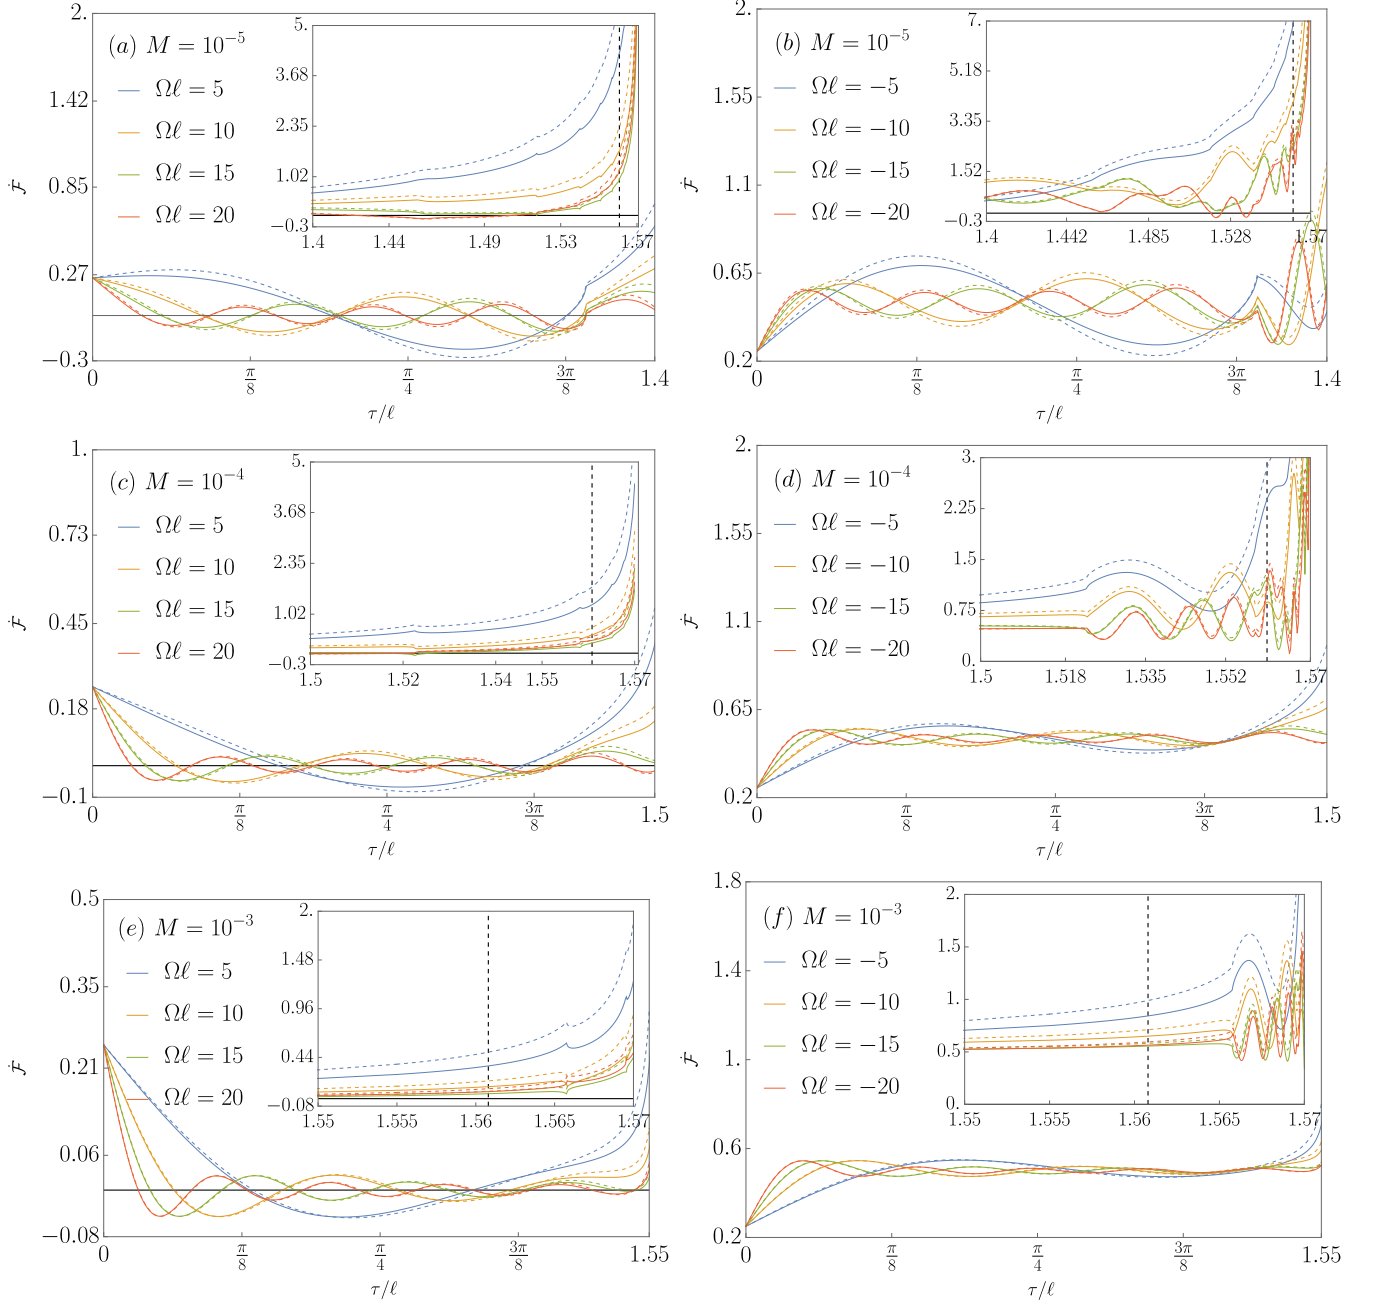 (a) M = 10⁻⁵
Ωℓ = 5
Ωℓ = 10
Ωℓ = 15
Ωℓ = 20
2.
1.42
0.85
0.27
−0.3
Ḟ
0
π/8
π/4
3π/8
1.4
τ/ℓ
5.
3.68
2.35
1.02
−0.3
1.4
1.44
1.49
1.53
1.57
(b) M = 10⁻⁵
Ωℓ = −5
Ωℓ = −10
Ωℓ = −15
Ωℓ = −20
2.
1.55
1.1
0.65
0.2
Ḟ
0
π/8
π/4
3π/8
1.4
τ/ℓ
7.
5.18
3.35
1.52
−0.3
1.4
1.442
1.485
1.528
1.57
(c) M = 10⁻⁴
Ωℓ = 5
Ωℓ = 10
Ωℓ = 15
Ωℓ = 20
1.
0.73
0.45
0.18
−0.1
Ḟ
0
π/8
π/4
3π/8
1.5
τ/ℓ
5.
3.68
2.35
1.02
−0.3
1.5
1.52
1.54
1.55
1.57
(d) M = 10⁻⁴
Ωℓ = −5
Ωℓ = −10
Ωℓ = −15
Ωℓ = −20
2.
1.55
1.1
0.65
0.2
Ḟ
0
π/8
π/4
3π/8
1.5
τ/ℓ
3.
2.25
1.5
0.75
0.
1.5
1.518
1.535
1.552
1.57
(e) M = 10⁻³
Ωℓ = 5
Ωℓ = 10
Ωℓ = 15
Ωℓ = 20
0.5
0.35
0.21
0.06
−0.08
Ḟ
0
π/8
π/4
3π/8
1.55
τ/ℓ
2.
1.48
0.96
0.44
−0.08
1.55
1.555
1.56
1.565
1.57
(f) M = 10⁻³
Ωℓ = −5
Ωℓ = −10
Ωℓ = −15
Ωℓ = −20
1.8
1.4
1.
0.6
0.2
Ḟ
0
π/8
π/4
3π/8
1.55
τ/ℓ
2.
1.5
1.
0.5
0.
1.55
1.555
1.56
1.565
1.57